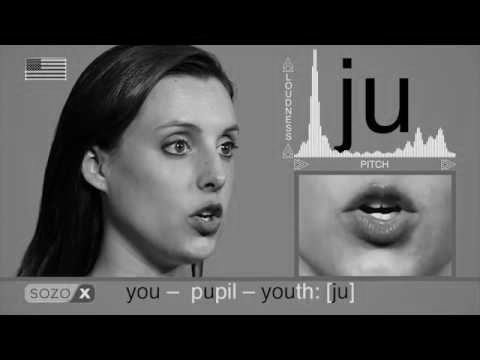 ju
LOUDNESS
PITCH
SOZO X
you – pupil – youth: [ju]